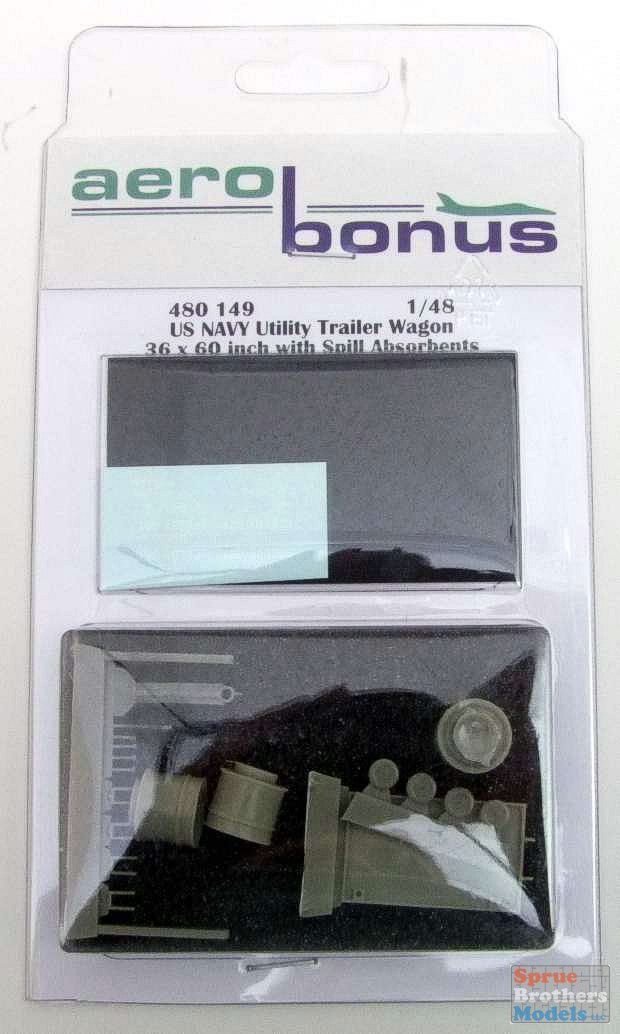 aero
bonus
480 149 1/48
US NAVY Utility Trailer Wagon
36 x 60 inch with Spill Absorbents
Sprue
Brothers
Models LLC